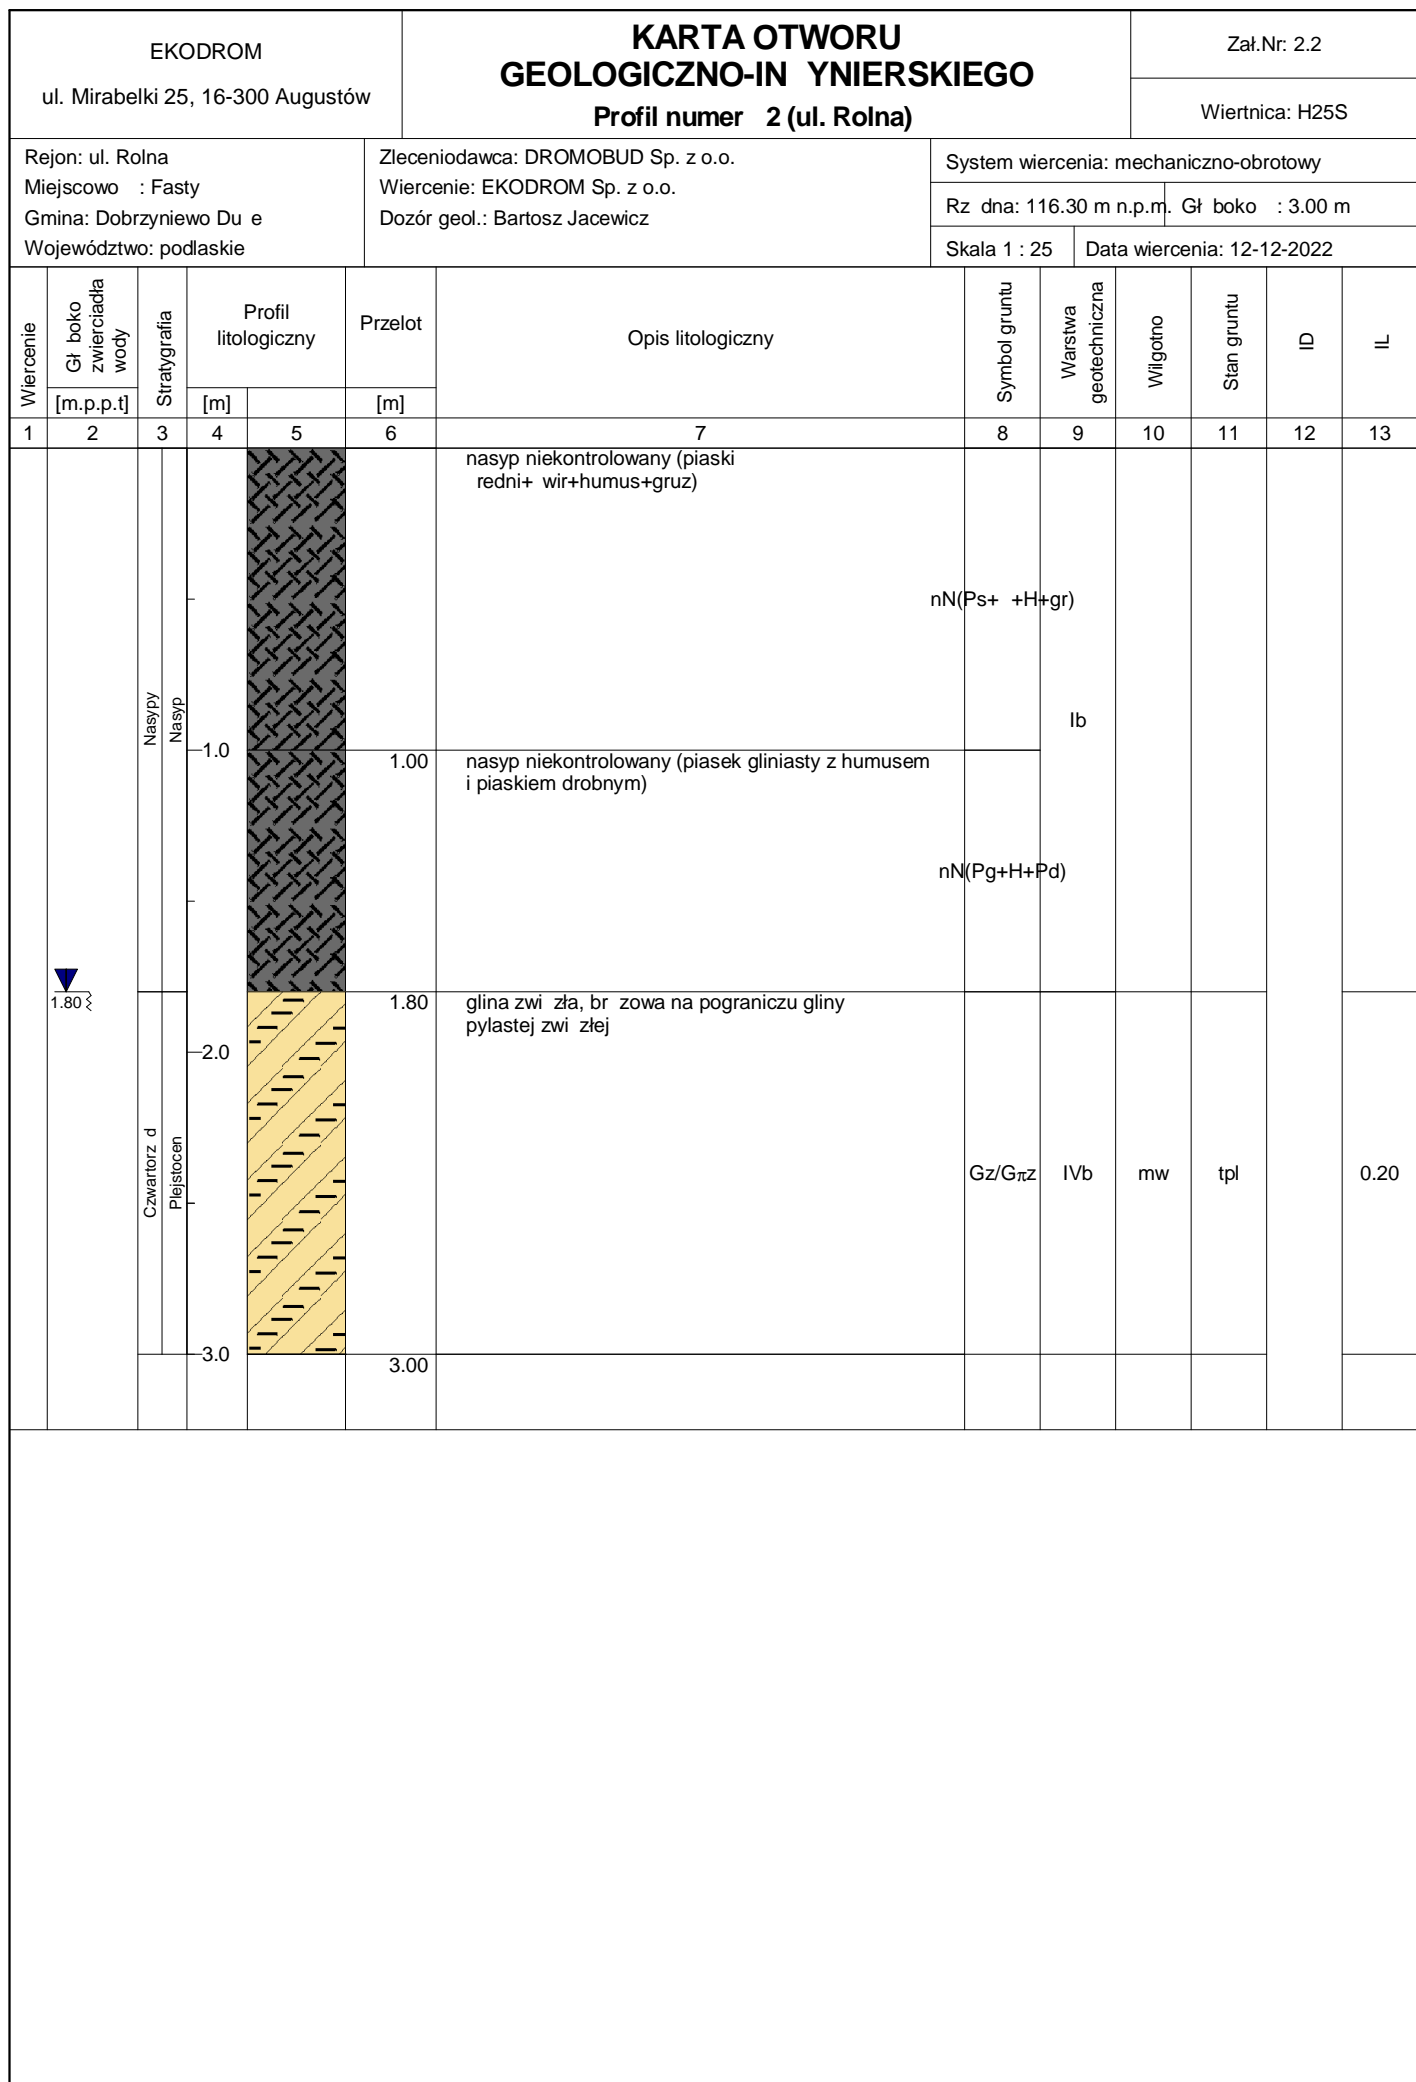 EKODROM
ul. Mirabelki 25, 16-300 Augustów
KARTA OTWORU
GEOLOGICZNO-IN YNIERSKIEGO
Profil numer 2 (ul. Rolna)
Zał.Nr: 2.2
Wiertnica: H25S
Rejon: ul. Rolna
Miejscowo : Fasty
Gmina: Dobrzyniewo Du e
Województwo: podlaskie
Zleceniodawca: DROMOBUD Sp. z o.o.
Wiercenie: EKODROM Sp. z o.o.
Dozór geol.: Bartosz Jacewicz
System wiercenia: mechaniczno-obrotowy
Rz dna: 116.30 m n.p.m. Gł boko : 3.00 m
Skala 1 : 25 Data wiercenia: 12-12-2022
Wiercenie
Gł boko
zwierciadła
wody
[m.p.p.t]
Stratygrafia
Profil
litologiczny
[m]
Przelot
[m]
Opis litologiczny
Symbol gruntu
Warstwa
geotechniczna
Wilgotno
Stan gruntu
ID
IL
1 2 3 4 5 6 7 8 9 10 11 12 13
nasyp niekontrolowany (piaski
redni+ wir+humus+gruz)
nN(Ps+ +H+gr)
Nasypy
Nasyp
Ib
1.0
1.00
nasyp niekontrolowany (piasek gliniasty z humusem
i piaskiem drobnym)
nN(Pg+H+Pd)
1.80
1.80
glina zwi zła, br zowa na pograniczu gliny
pylastej zwi złej
2.0
Czwartorz d
Plejstocen
Gz/Gπz IVb mw tpl 0.20
3.0
3.00